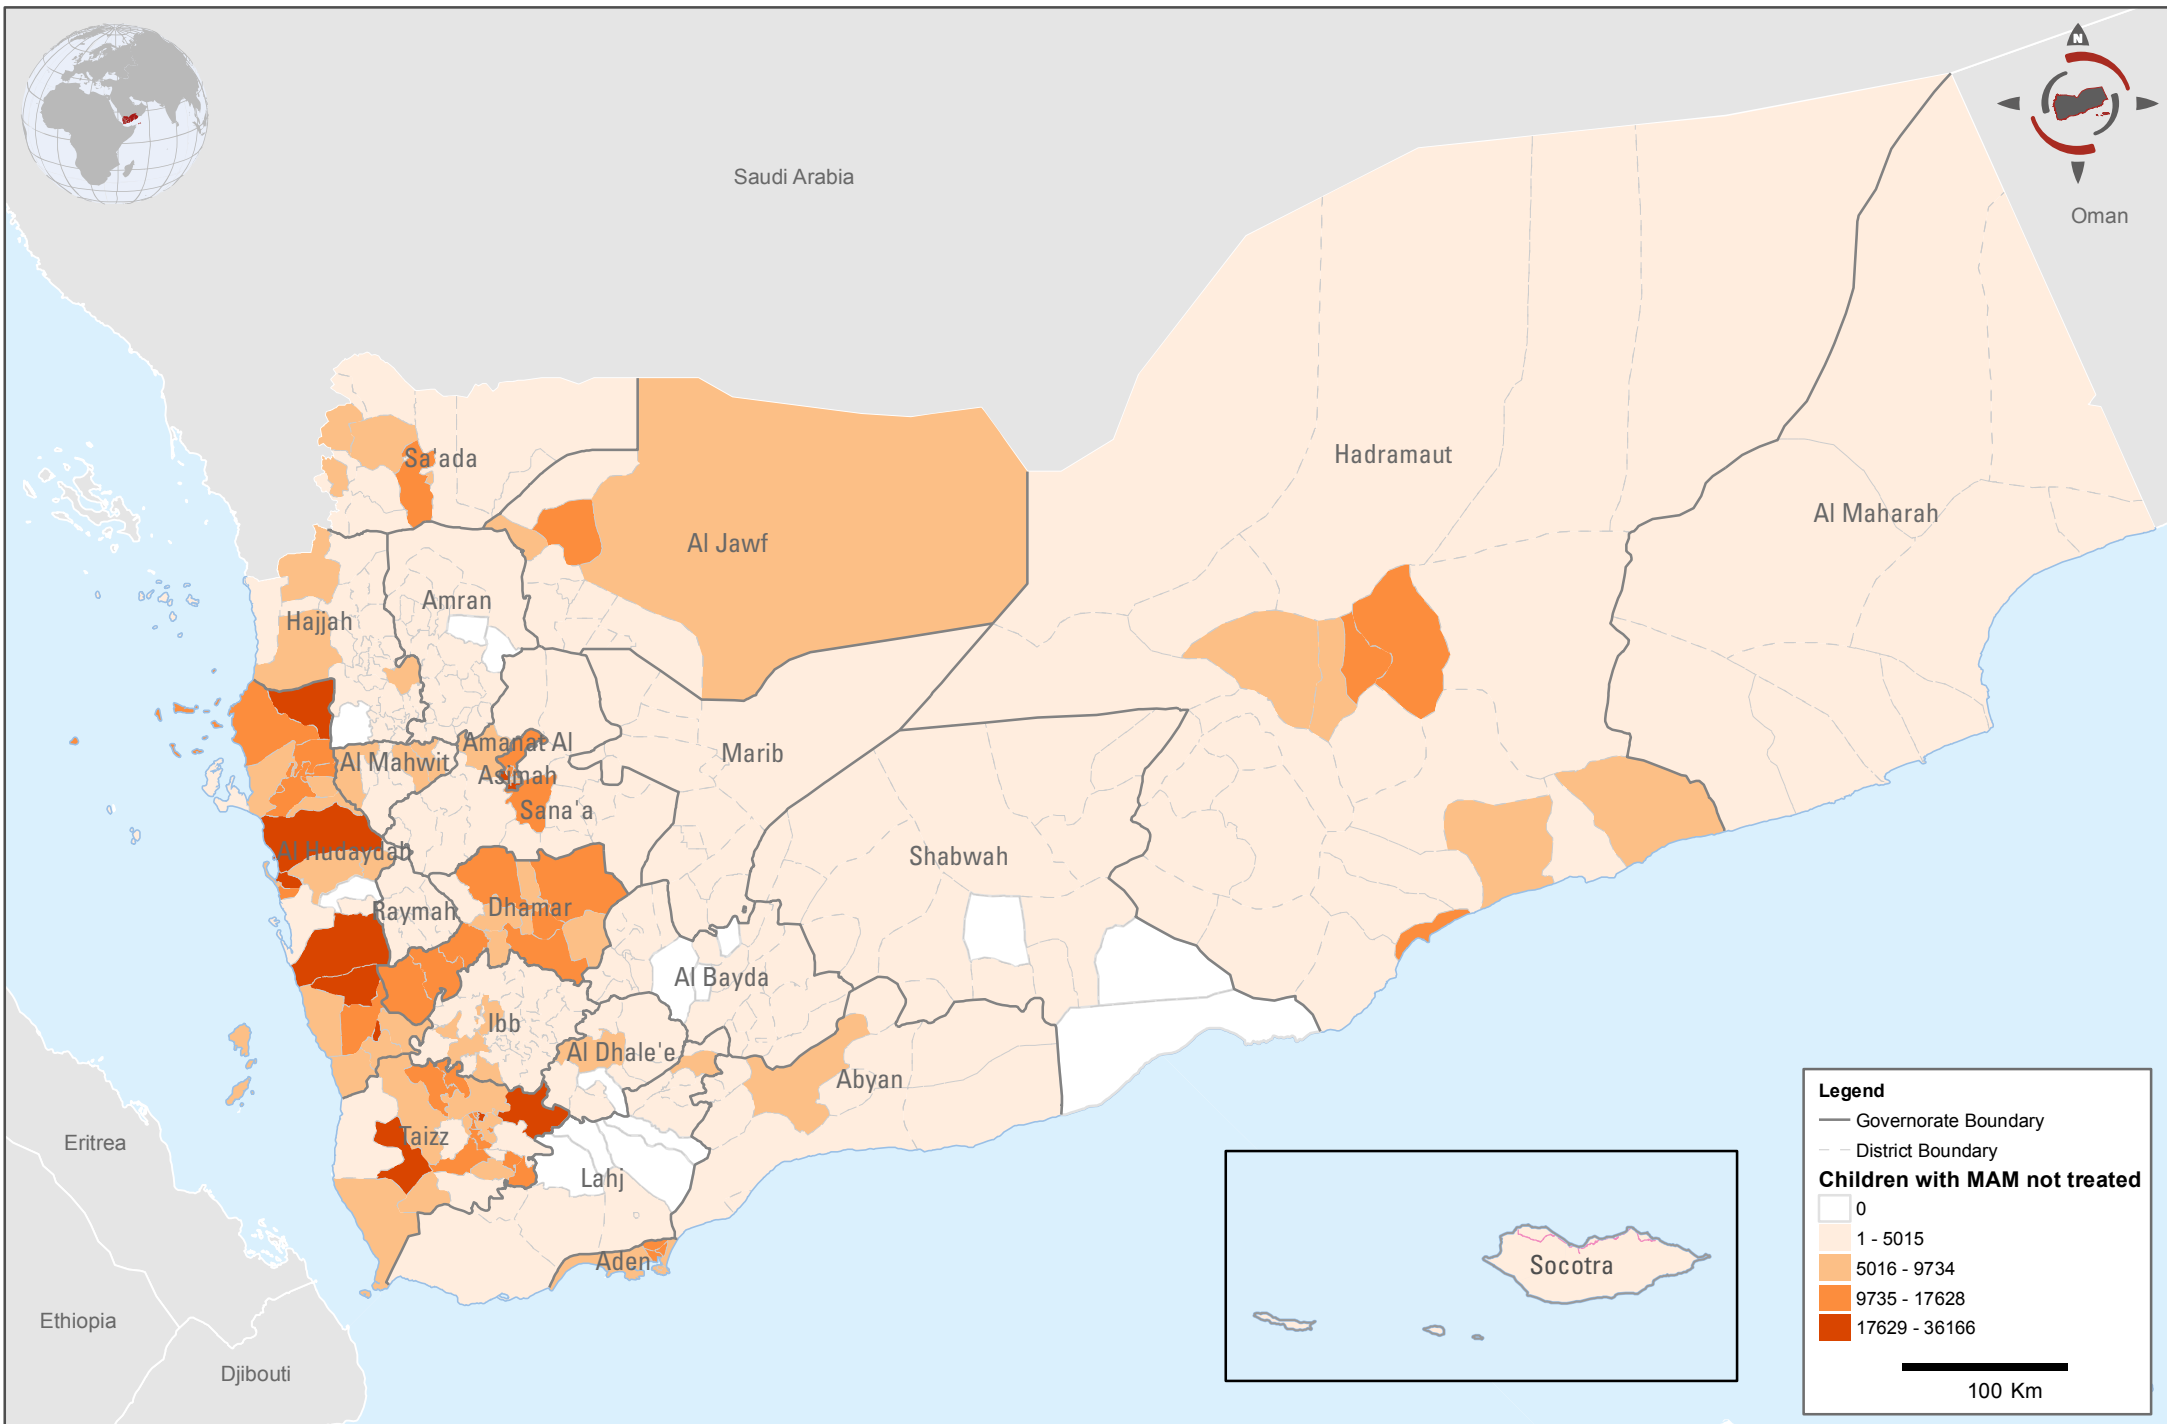 N
Saudi Arabia
Oman
Sa'ada
Hadramaut
Al Maharah
Al Jawf
Amran
Hajjah
Amanat Al
Asimah
Al Mahwit
Marib
Sana'a
Al Hudaydah
Shabwah
Raymah
Dhamar
Al Bayda
Ibb
Al Dhale'e
Abyan
Taizz
Lahj
Aden
Eritrea
Ethiopia
Djibouti
Socotra
Legend
Governorate Boundary
District Boundary
Children with MAM not treated
0
1 - 5015
5016 - 9734
9735 - 17628
17629 - 36166
100 Km